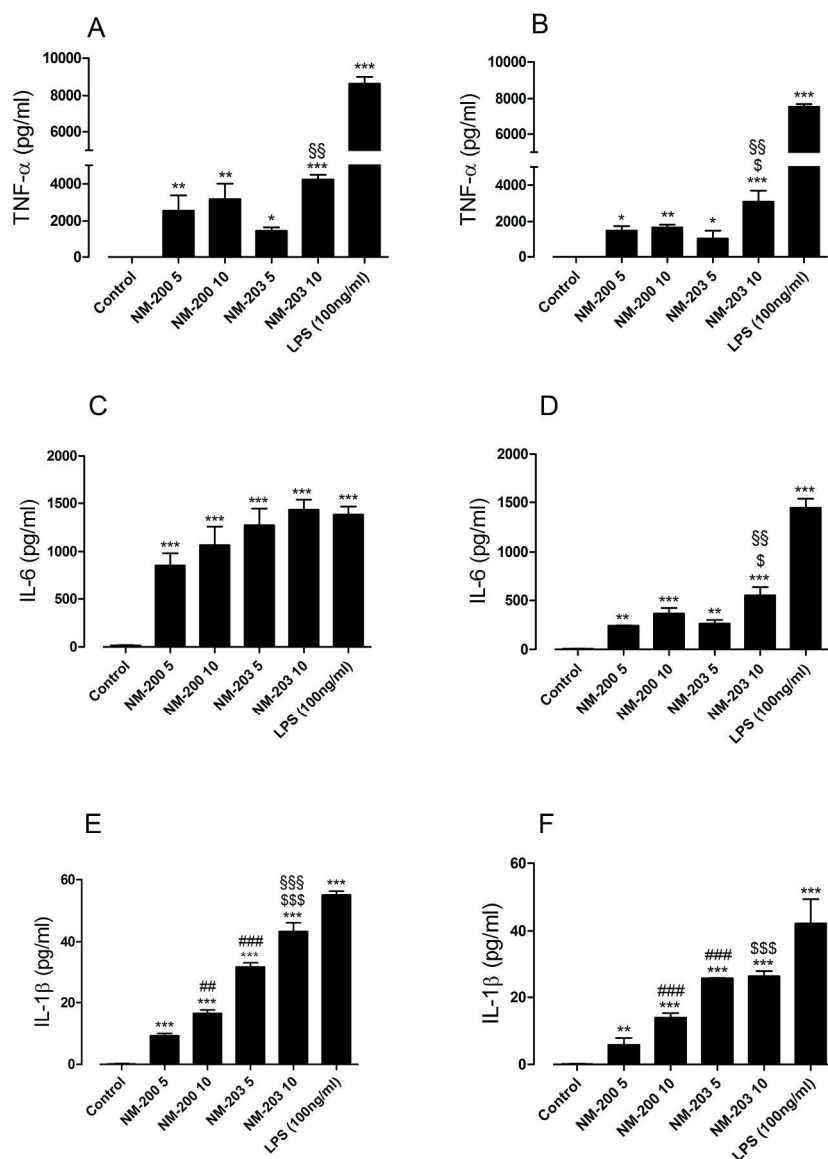 A
TNF-α (pg/ml)
10000
8000
6000
4000
2000
0
***
**
**
*
§§
***
Control
NM-200 5
NM-200 10
NM-203 5
NM-203 10
LPS (100ng/ml)
B
TNF-α (pg/ml)
10000
8000
6000
4000
2000
0
***
*
**
*
§§
$
***
Control
NM-200 5
NM-200 10
NM-203 5
NM-203 10
LPS (100ng/ml)
C
IL-6 (pg/ml)
2000
1500
1000
500
0
***
***
***
***
***
Control
NM-200 5
NM-200 10
NM-203 5
NM-203 10
LPS (100ng/ml)
D
IL-6 (pg/ml)
2000
1500
1000
500
0
**
***
**
§§
$
***
***
Control
NM-200 5
NM-200 10
NM-203 5
NM-203 10
LPS (100ng/ml)
E
IL-1β (pg/ml)
60
40
20
0
***
##
***
###
***
§§§
$$$
***
***
Control
NM-200 5
NM-200 10
NM-203 5
NM-203 10
LPS (100ng/ml)
F
IL-1β (pg/ml)
60
40
20
0
**
###
***
###
***
$$$
***
***
Control
NM-200 5
NM-200 10
NM-203 5
NM-203 10
LPS (100ng/ml)